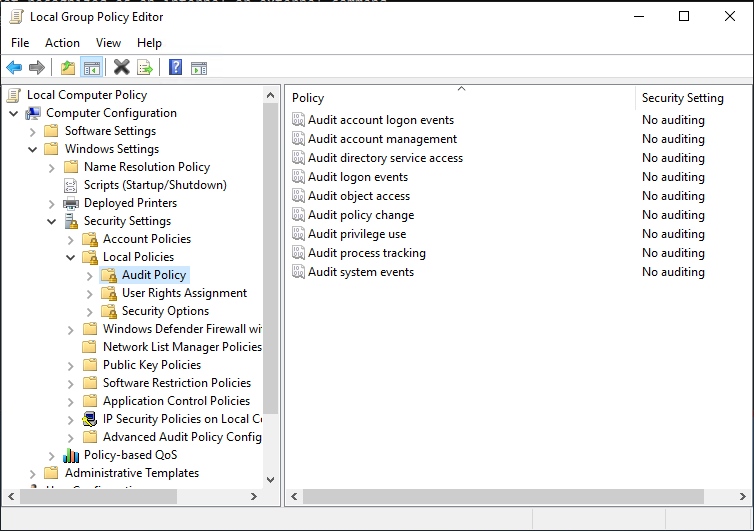 Local Group Policy Editor
File Action View Help
Local Computer Policy
Computer Configuration
Software Settings
Windows Settings
Name Resolution Policy
Scripts (Startup/Shutdown)
Deployed Printers
Security Settings
Account Policies
Local Policies
Audit Policy
User Rights Assignment
Security Options
Windows Defender Firewall wi
Network List Manager Policies
Public Key Policies
Software Restriction Policies
Application Control Policies
IP Security Policies on Local C
Advanced Audit Policy Config
Policy-based QoS
Administrative Templates
Policy Security Setting
Audit account logon events No auditing
Audit account management No auditing
Audit directory service access No auditing
Audit logon events No auditing
Audit object access No auditing
Audit policy change No auditing
Audit privilege use No auditing
Audit process tracking No auditing
Audit system events No auditing